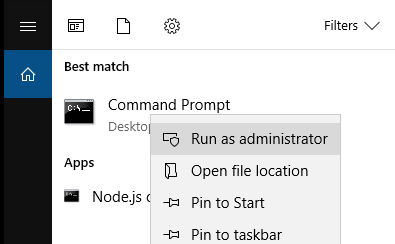 Filters
Best match
Command Prompt
Desktop
Run as administrator
Apps
Open file location
Node.js
Pin to Start
Pin to taskbar